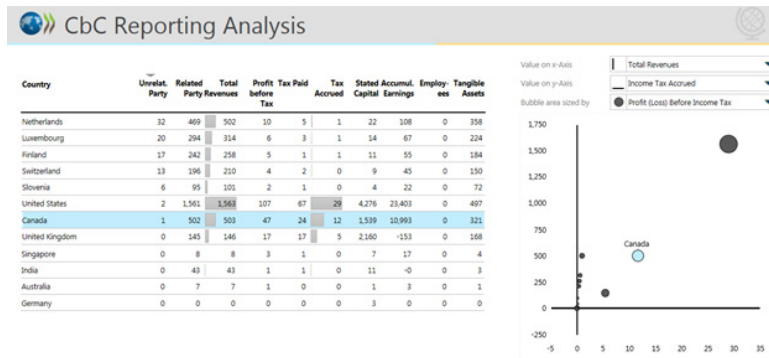 CbC Reporting Analysis
Value on x-Axis Total Revenues
Value on y-Axis Income Tax Accrued
Bubble area sized by Profit (Loss) Before Income Tax
Country Unrelat. Party Related Party Total Revenues Profit before Tax Tax Paid Tax Accrued Stated Capital Accumul. Earnings Employ-ees Tangible Assets
Netherlands 32 469 502 10 5 1 22 108 0 358
Luxembourg 20 294 314 6 3 1 14 67 0 224
Finland 17 242 258 5 1 1 11 55 0 184
Switzerland 13 196 210 4 2 0 9 45 0 150
Slovenia 6 95 101 2 1 0 4 22 0 72
United States 2 1,561 1,563 107 67 29 4,276 23,403 0 497
Canada 1 502 503 47 24 12 1,539 10,993 0 321
United Kingdom 0 145 146 17 17 5 2,160 -153 0 168
Singapore 0 8 8 3 1 0 7 17 0 4
India 0 43 43 1 1 0 11 -0 0 3
Australia 0 7 7 1 0 0 1 3 0 1
Germany 0 0 0 0 0 0 3 0 0 0
1,750
1,500
1,250
1,000
750
Canada
500
250
0
-250
-5 0 5 10 15 20 25 30 35